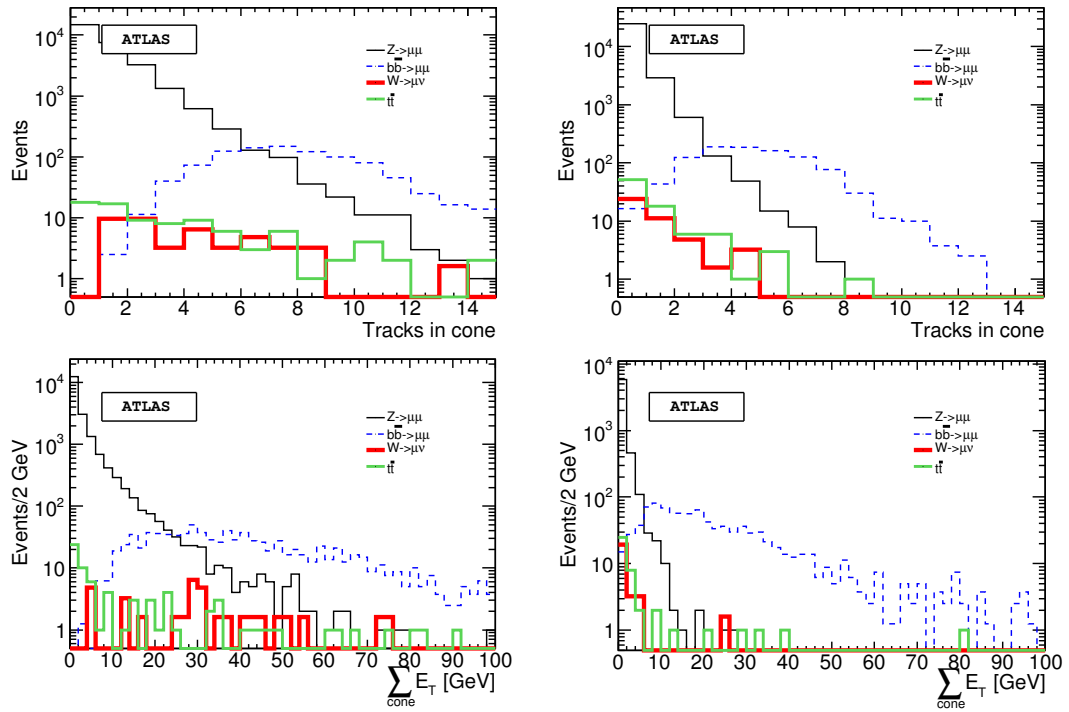 ATLAS
Z->μμ
bb̄->μμ
W->μν
tt̄
Events
10⁴
10³
10²
10
1
0 2 4 6 8 10 12 14
Tracks in cone
ATLAS
Z->μμ
bb̄->μμ
W->μν
tt̄
Events
10⁴
10³
10²
10
1
0 2 4 6 8 10 12 14
Tracks in cone
ATLAS
Z->μμ
bb̄->μμ
W->μν
tt̄
Events/2 GeV
10⁴
10³
10²
10
1
0 10 20 30 40 50 60 70 80 90 100
∑ E_T [GeV]
cone
ATLAS
Z->μμ
bb̄->μμ
W->μν
tt̄
Events/2 GeV
10⁴
10³
10²
10
1
0 10 20 30 40 50 60 70 80 90 100
∑ E_T [GeV]
cone